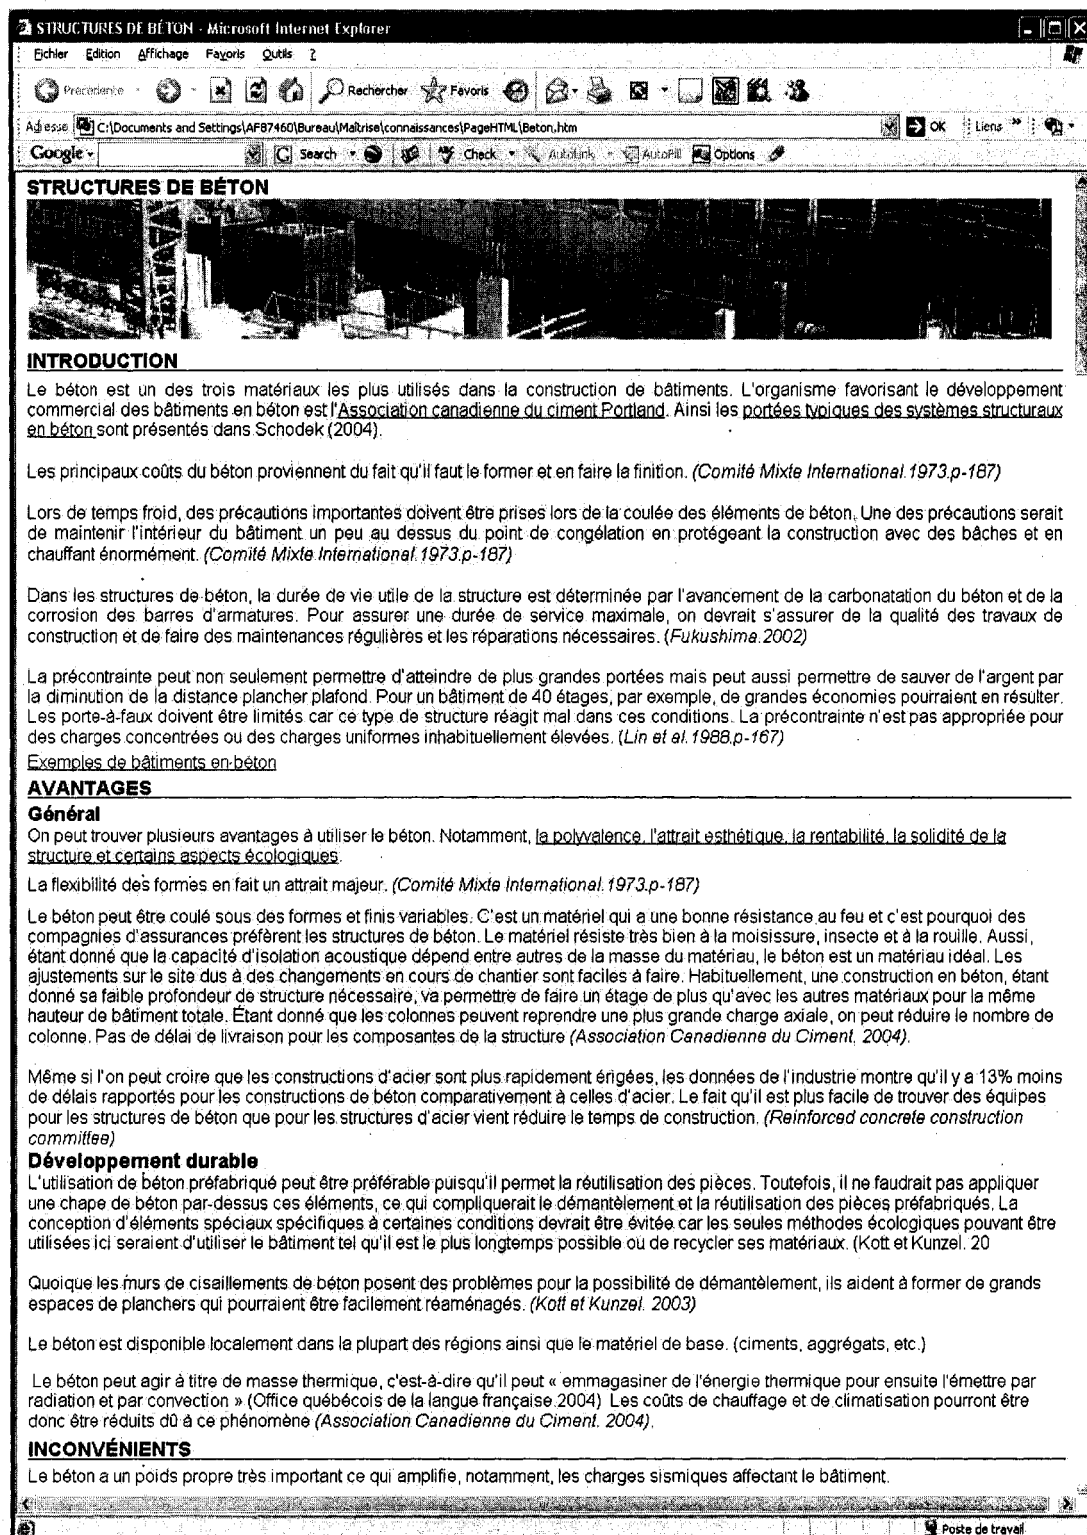 STRUCTURES DE BÉTON - Microsoft Internet Explorer
Fichier Edition Affichage Favoris Outils ?
Précédente Rechercher Favoris
Adresse C:\Documents and Settings\AF87460\Bureau\Maîtrise\connaissances\PageHTML\Beton.htm OK Liens »
Google Search Check AutoLink AutoFill Options
STRUCTURES DE BÉTON
INTRODUCTION
Le béton est un des trois matériaux les plus utilisés dans la construction de bâtiments. L'organisme favorisant le développement
commercial des bâtiments en béton est l'Association canadienne du ciment Portland. Ainsi les portées typiques des systèmes structuraux
en béton sont présentés dans Schodek (2004).
Les principaux coûts du béton proviennent du fait qu'il faut le former et en faire la finition. (Comité Mixte International. 1973.p-187)
Lors de temps froid, des précautions importantes doivent être prises lors de la coulée des éléments de béton. Une des précautions serait
de maintenir l'intérieur du bâtiment un peu au dessus du point de congélation en protégeant la construction avec des bâches et en
chauffant énormément. (Comité Mixte International. 1973.p-187)
Dans les structures de béton, la durée de vie utile de la structure est déterminée par l'avancement de la carbonatation du béton et de la
corrosion des barres d'armatures. Pour assurer une durée de service maximale, on devrait s'assurer de la qualité des travaux de
construction et de faire des maintenances régulières et les réparations nécessaires. (Fukushima.2002)
La précontrainte peut non seulement permettre d'atteindre de plus grandes portées mais peut aussi permettre de sauver de l'argent par
la diminution de la distance plancher plafond. Pour un bâtiment de 40 étages, par exemple, de grandes économies pourraient en résulter.
Les porte-à-faux doivent être limités car ce type de structure réagit mal dans ces conditions. La précontrainte n'est pas appropriée pour
des charges concentrées ou des charges uniformes inhabituellement élevées. (Lin et al. 1988,p-167)
Exemples de bâtiments en béton
AVANTAGES
Général
On peut trouver plusieurs avantages à utiliser le béton. Notamment, la polyvalence, l'attrait esthétique, la rentabilité, la solidité de la
structure et certains aspects écologiques.
La flexibilité des formes en fait un attrait majeur. (Comité Mixte International. 1973.p-187)
Le béton peut être coulé sous des formes et finis variables. C'est un matériel qui a une bonne résistance au feu et c'est pourquoi des
compagnies d'assurances préfèrent les structures de béton. Le matériel résiste très bien à la moisissure, insecte et à la rouille. Aussi,
étant donné que la capacité d'isolation acoustique dépend entre autres de la masse du matériau, le béton est un matériau idéal. Les
ajustements sur le site dus à des changements en cours de chantier sont faciles à faire. Habituellement, une construction en béton, étant
donné sa faible profondeur de structure nécessaire, va permettre de faire un étage de plus qu'avec les autres matériaux pour la même
hauteur de bâtiment totale. Étant donné que les colonnes peuvent reprendre une plus grande charge axiale, on peut réduire le nombre de
colonne. Pas de délai de livraison pour les composantes de la structure (Association Canadienne du Ciment. 2004).
Même si l'on peut croire que les constructions d'acier sont plus rapidement érigées, les données de l'industrie montre qu'il y a 13% moins
de délais rapportés pour les constructions de béton comparativement à celles d'acier. Le fait qu'il est plus facile de trouver des équipes
pour les structures de béton que pour les structures d'acier vient réduire le temps de construction. (Reinforced concrete construction
committee)
Développement durable
L'utilisation de béton préfabriqué peut être préférable puisqu'il permet la réutilisation des pièces. Toutefois, il ne faudrait pas appliquer
une chape de béton par-dessus ces éléments, ce qui compliquerait le démantèlement et la réutilisation des pièces préfabriqués. La
conception d'éléments spéciaux spécifiques à certaines conditions devrait être évitée car les seules méthodes écologiques pouvant être
utilisées ici seraient d'utiliser le bâtiment tel qu'il est le plus longtemps possible ou de recycler ses matériaux. (Kott et Kunzel. 20
Quoique les murs de cisaillements de béton posent des problèmes pour la possibilité de démantèlement, ils aident à former de grands
espaces de planchers qui pourraient être facilement réaménagés. (Kott et Kunzel. 2003)
Le béton est disponible localement dans la plupart des régions ainsi que le matériel de base. (ciments, aggrégats, etc.)
Le béton peut agir à titre de masse thermique, c'est-à-dire qu'il peut « emmagasiner de l'énergie thermique pour ensuite l'émettre par
radiation et par convection » (Office québécois de la langue française.2004) Les coûts de chauffage et de climatisation pourront être
donc être réduits dû à ce phénomène (Association Canadienne du Ciment. 2004).
INCONVÉNIENTS
Le béton a un poids propre très important ce qui amplifie, notamment, les charges sismiques affectant le bâtiment.
Poste de travail